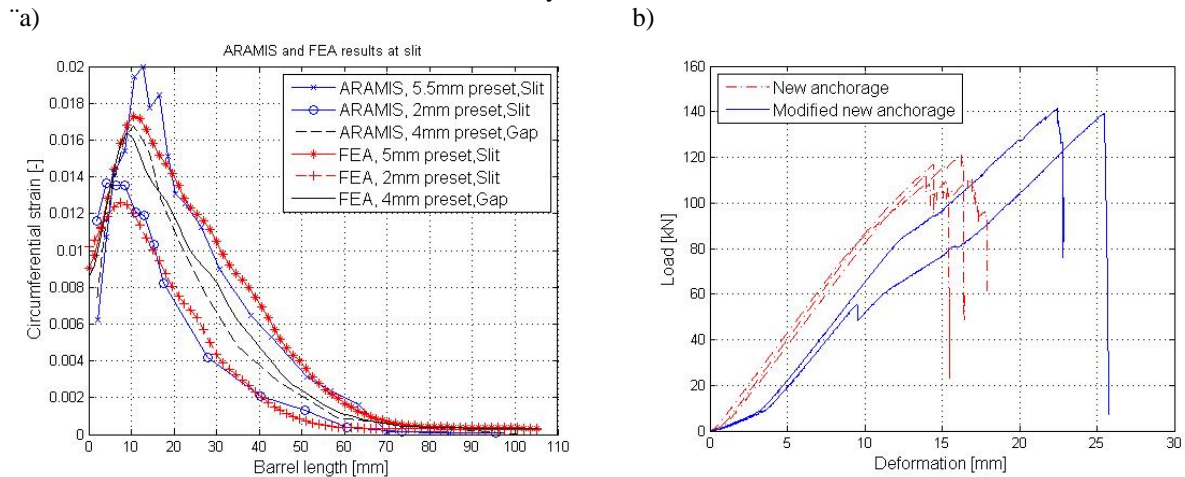 ¨a)
b)
ARAMIS and FEA results at slit
0.02
0.018
0.016
0.014
0.012
0.01
0.008
0.006
0.004
0.002
0
Circumferential strain [-]
ARAMIS, 5.5mm preset,Slit
ARAMIS, 2mm preset,Slit
ARAMIS, 4mm preset,Gap
FEA, 5mm preset,Slit
FEA, 2mm preset,Slit
FEA, 4mm preset,Gap
0 10 20 30 40 50 60 70 80 90 100 110
Barrel length [mm]
160
140
120
100
80
60
40
20
0
Load [kN]
New anchorage
Modified new anchorage
0 5 10 15 20 25 30
Deformation [mm]